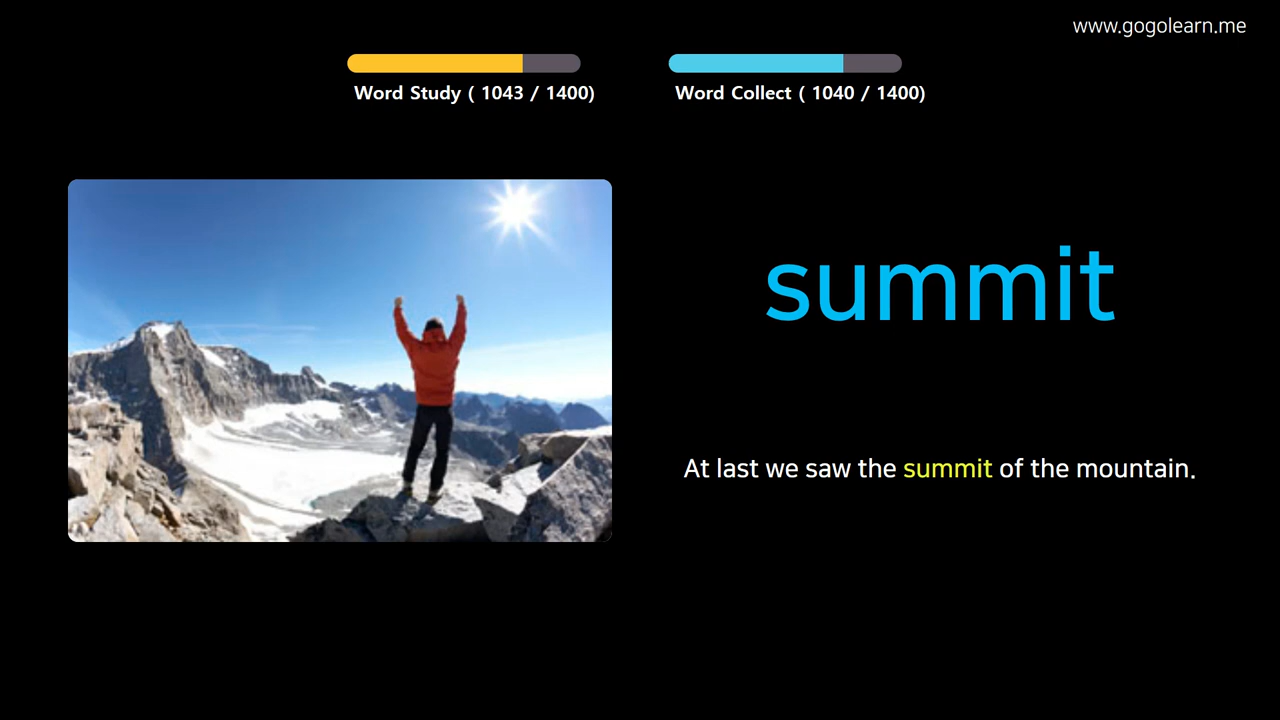 www.gogolearn.me
Word Study ( 1043 / 1400)
Word Collect ( 1040 / 1400)
summit
At last we saw the summit of the mountain.